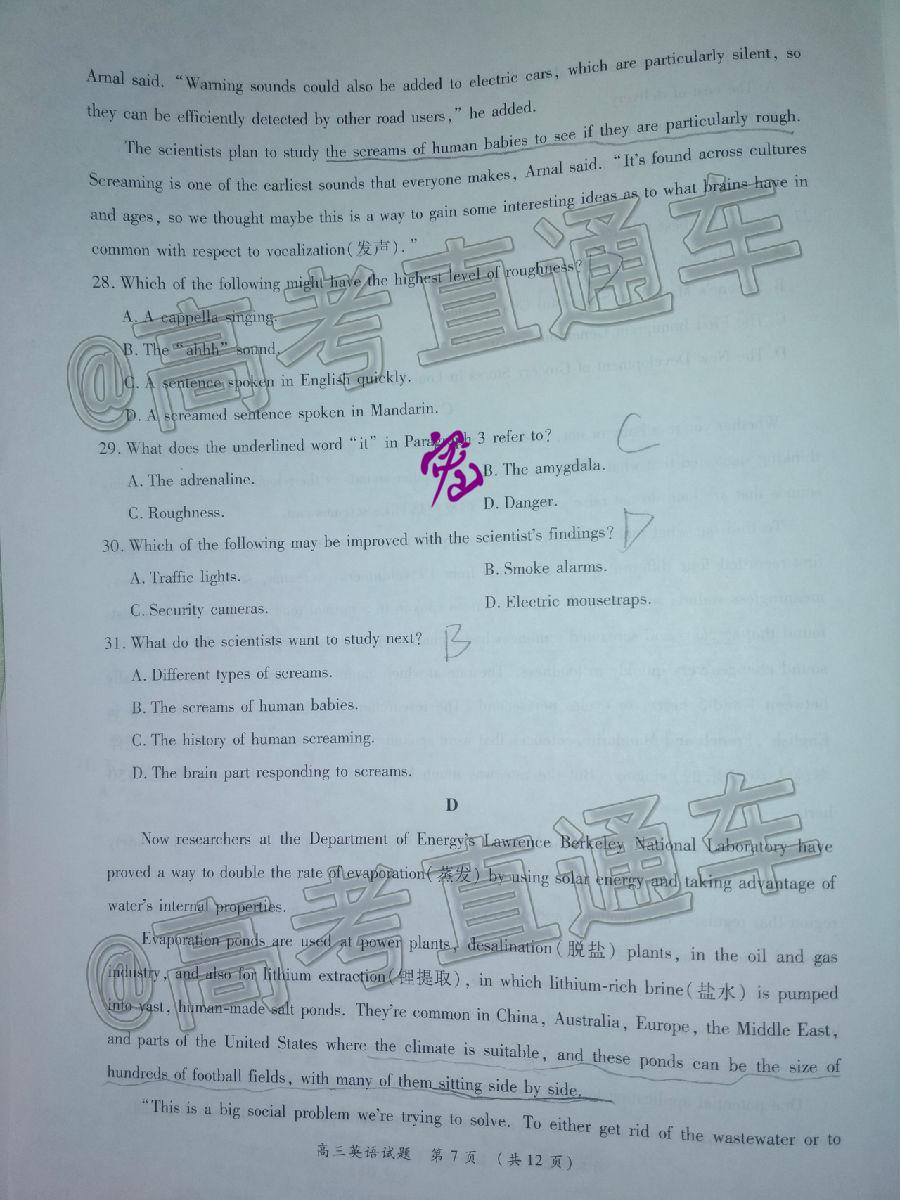 Arnal said. “Warning sounds could also be added to electric cars, which are particularly silent, so
they can be efficiently detected by other road users,” he added.
The scientists plan to study the screams of human babies to see if they are particularly rough.
Screaming is one of the earliest sounds that everyone makes, Arnal said. “It's found across cultures
and ages, so we thought maybe this is a way to gain some interesting ideas as to what brains have in
common with respect to vocalization(发声).”
28. Which of the following might have the highest level of roughness? D
A. A cappella singing.
B. The “ahhh” sound.
C. A sentence spoken in English quickly.
D. A screamed sentence spoken in Mandarin.
@高考直通车
29. What does the underlined word “it” in Paragraph 3 refer to? C
A. The adrenaline.
B. The amygdala.
C. Roughness.
D. Danger.
30. Which of the following may be improved with the scientist's findings? D
A. Traffic lights.
B. Smoke alarms.
C. Security cameras.
D. Electric mousetraps.
31. What do the scientists want to study next? B
A. Different types of screams.
B. The screams of human babies.
C. The history of human screaming.
D. The brain part responding to screams.
D
Now researchers at the Department of Energy's Lawrence Berkeley National Laboratory have
proved a way to double the rate of evaporation(蒸发) by using solar energy and taking advantage of
water's internal properties.
Evaporation ponds are used at power plants, desalination(脱盐) plants, in the oil and gas
industry, and also for lithium extraction(锂提取), in which lithium-rich brine(盐水) is pumped
into vast, human-made salt ponds. They're common in China, Australia, Europe, the Middle East,
and parts of the United States where the climate is suitable, and these ponds can be the size of
hundreds of football fields, with many of them sitting side by side.
@高考直通车
“This is a big social problem we're trying to solve. To either get rid of the wastewater or to
高三英语试题 第7页 (共12页)